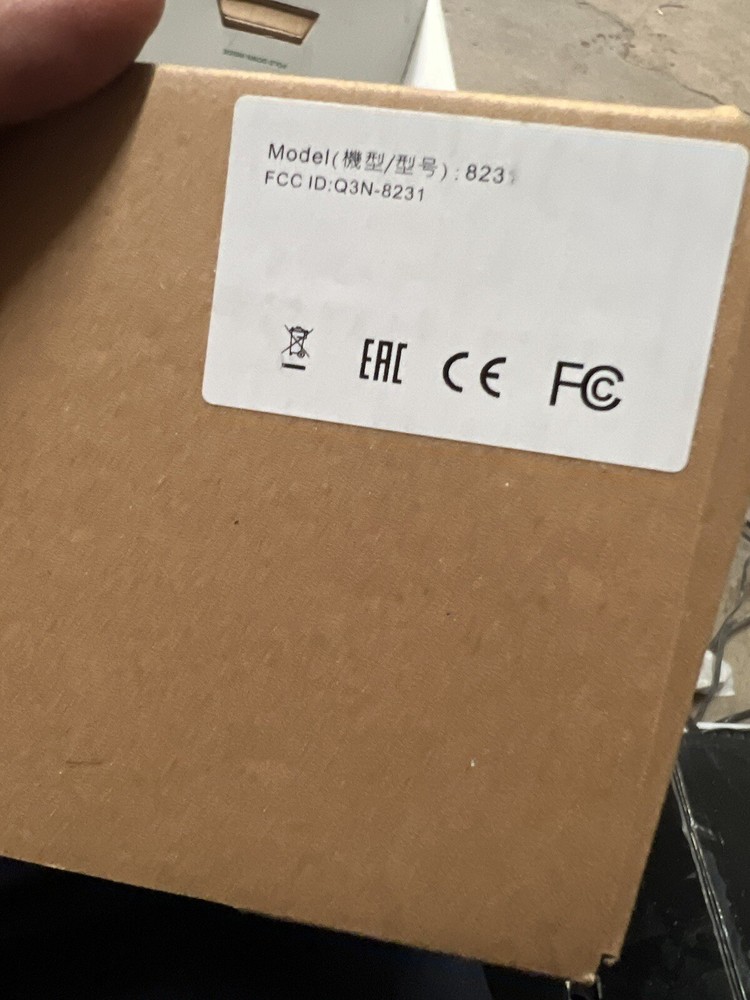 Model(機型/型号):823
FCC ID:Q3N-8231
EAC CE FC